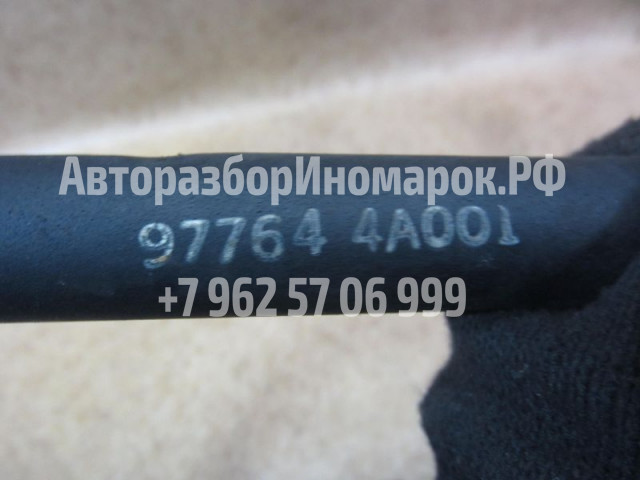 АвторазборИномарок.РФ
97764 4A001
+7 962 57 06 999